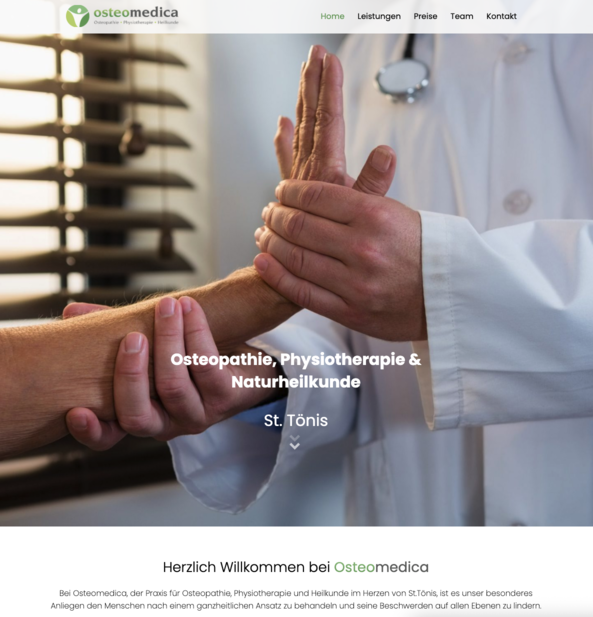 osteomedica
Osteopathie • Physiotherapie • Heilkunde
Home Leistungen Preise Team Kontakt
Osteopathie, Physiotherapie &
Naturheilkunde
St. Tönis
Herzlich Willkommen bei Osteomedica
Bei Osteomedica, der Praxis für Osteopathie, Physiotherapie und Heilkunde im Herzen von St.Tönis, ist es unser besonderes
Anliegen den Menschen nach einem ganzheitlichen Ansatz zu behandeln und seine Beschwerden auf allen Ebenen zu lindern.